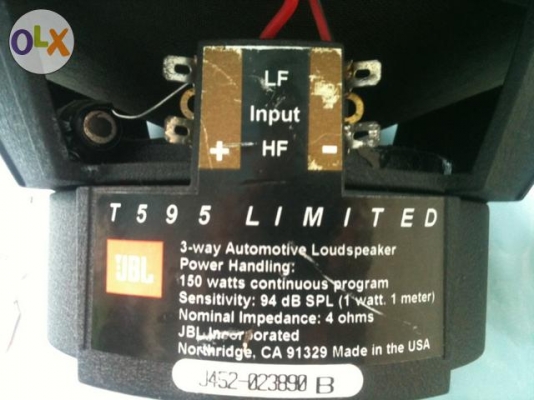 OLX
LF
Input
+ HF -
T595 LIMITED
JBL
3-way Automotive Loudspeaker
Power Handling:
150 watts continuous program
Sensitivity: 94 dB SPL (1 watt. 1 meter)
Nominal Impedance: 4 ohms
JBL Incorporated
Northridge, CA 91329 Made in the USA
J452-023890 B